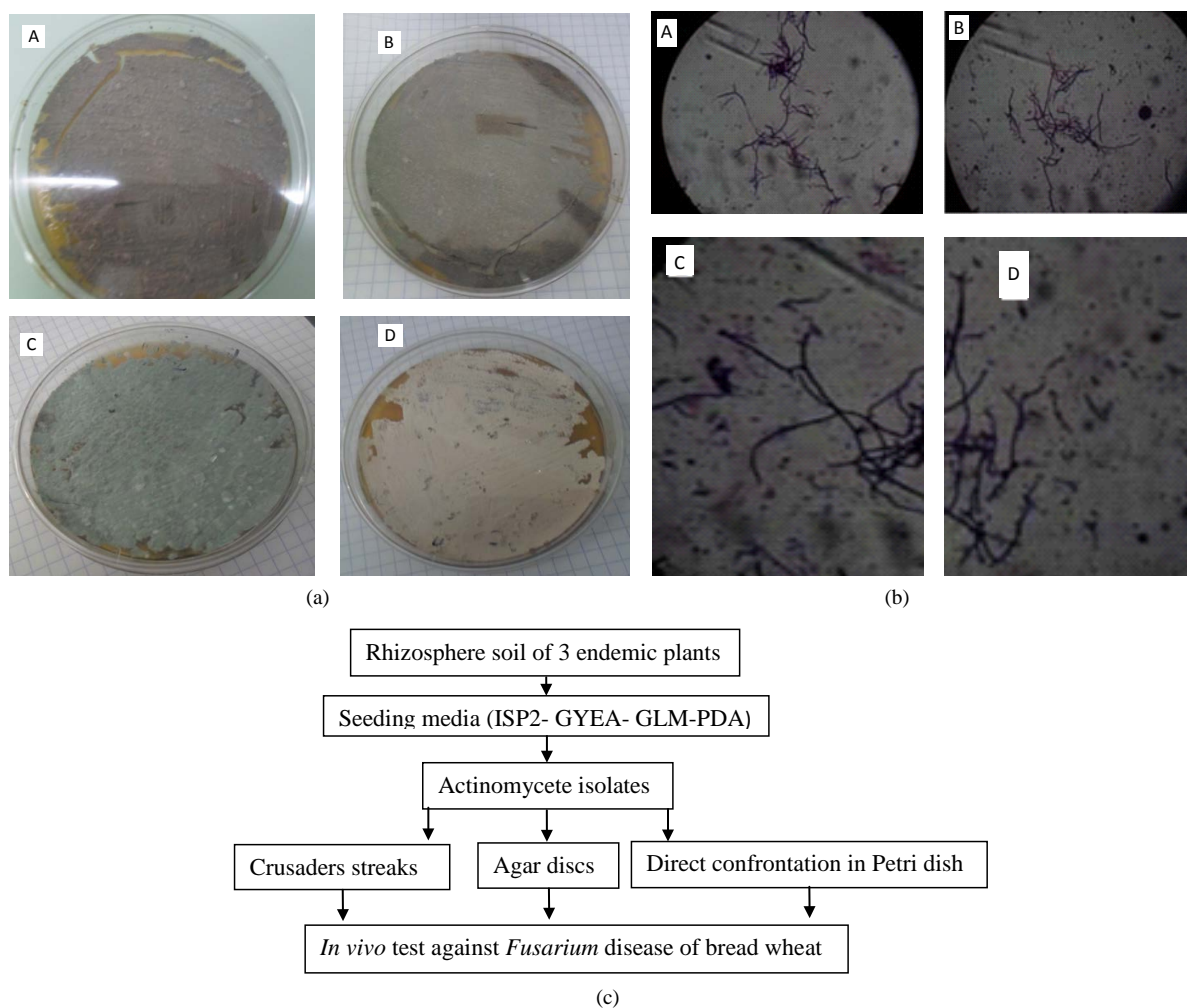 A
B
A
B
C
D
C
D
(a)
(b)
Rhizosphere soil of 3 endemic plants
Seeding media (ISP2- GYEA- GLM-PDA)
Actinomycete isolates
Crusaders streaks
Agar discs
Direct confrontation in Petri dish
In vivo test against Fusarium disease of bread wheat
(c)